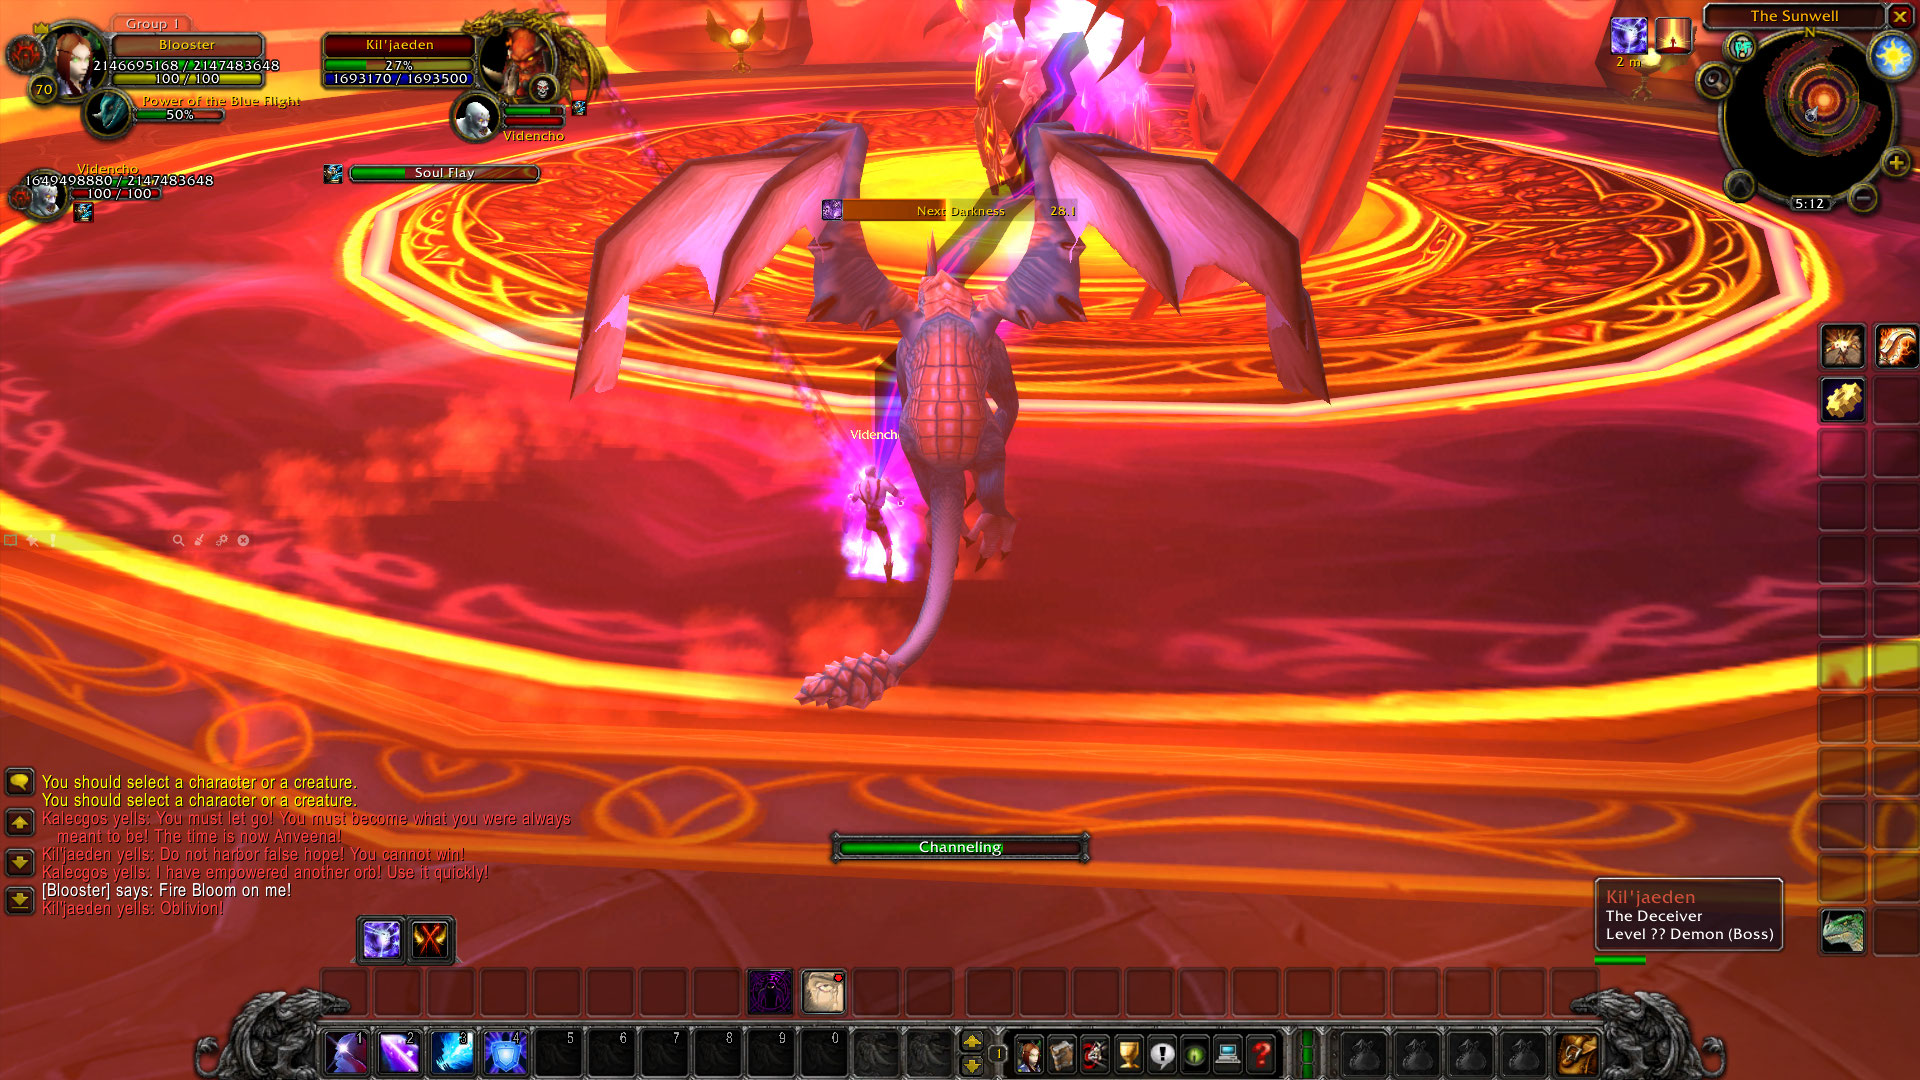 Group 1
Blooster
2146695168 / 2147483648
100 / 100
70
Power of the Blue Flight
50%
Kil'jaeden
27%
1693170 / 1693500
Videncho
Videncho
1649498880 / 2147483648
100 / 100
Soul Flay
Next Darkness 28.1
The Sunwell
N
2 m
5:12
Videncho
You should select a character or a creature.
You should select a character or a creature.
Kalecgos yells: You must let go! You must become what you were always
meant to be! The time is now Anveena!
Kil'jaeden yells: Do not harbor false hope! You cannot win!
Kalecgos yells: I have empowered another orb! Use it quickly!
[Blooster] says: Fire Bloom on me!
Kil'jaeden yells: Oblivion!
Channeling
Kil'jaeden
The Deceiver
Level ?? Demon (Boss)
1 2 3 4 5 6 7 8 9 0
1